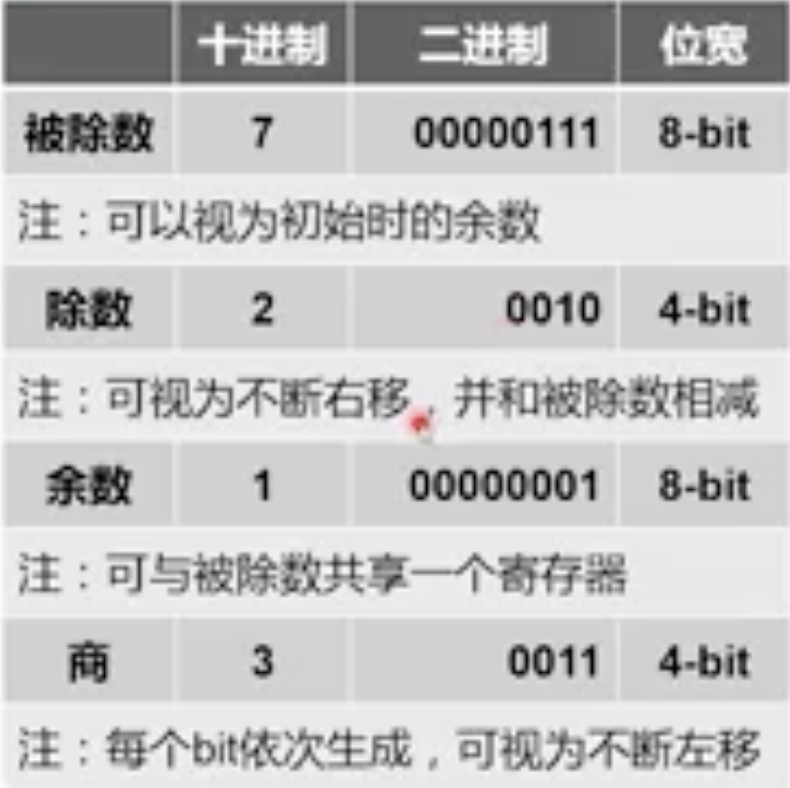 十进制 二进制 位宽
被除数 7 00000111 8-bit
注：可以视为初始时的余数
除数 2 0010 4-bit
注：可视为不断右移，并和被除数相减
余数 1 00000001 8-bit
注：可与被除数共享一个寄存器
商 3 0011 4-bit
注：每个bit依次生成，可视为不断左移